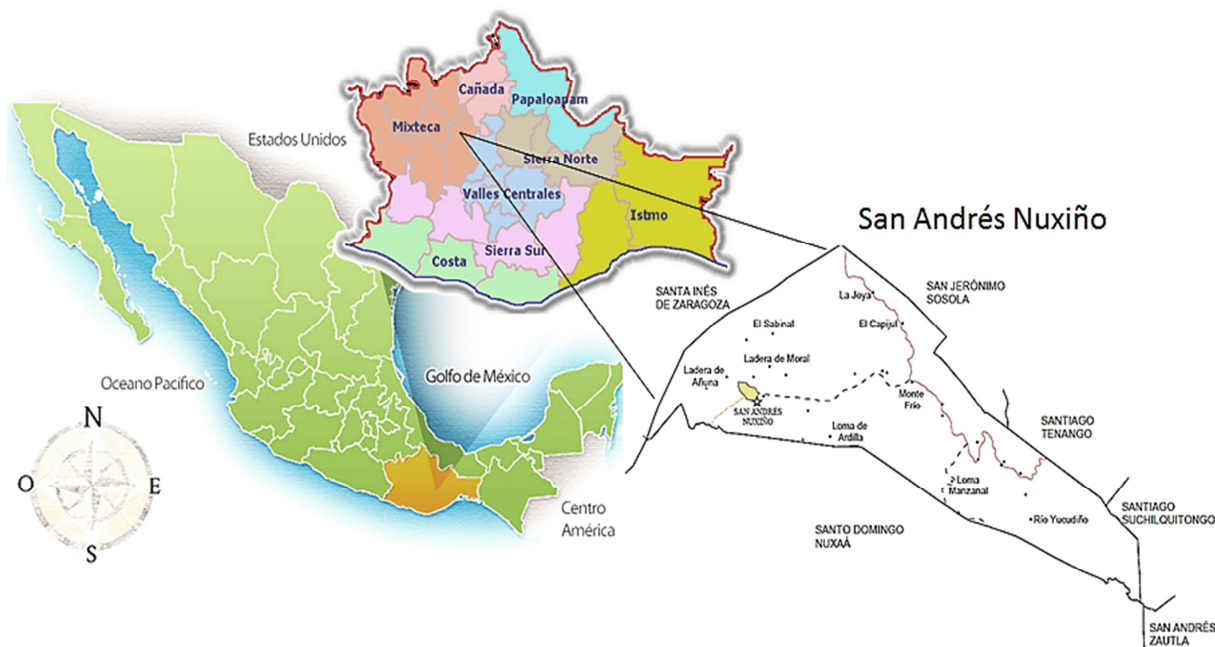 Estados Unidos
Oceano Pacifico
Golfo de México
Centro
América
N
O
E
S
Cañada
Papaloapam
Mixteca
Sierra Norte
Valles Centrales
Istmo
Sierra Sur
Costa
San Andrés Nuxiño
SANTA INÉS
DE ZARAGOZA
SAN JERÓNIMO
SOSOLA
La Joya
El Sabinal
El Capijul
Ladera de Moral
Ladera
de Añuna
SAN ANDRÉS
NUXIÑO
Monte
Frío
Loma de
Ardilla
SANTIAGO
TENANGO
Loma
Manzanal
Río Yucudiño
SANTIAGO
SUCHILQUITONGO
SANTO DOMINGO
NUXAÁ
SAN ANDRÉS
ZAUTLA